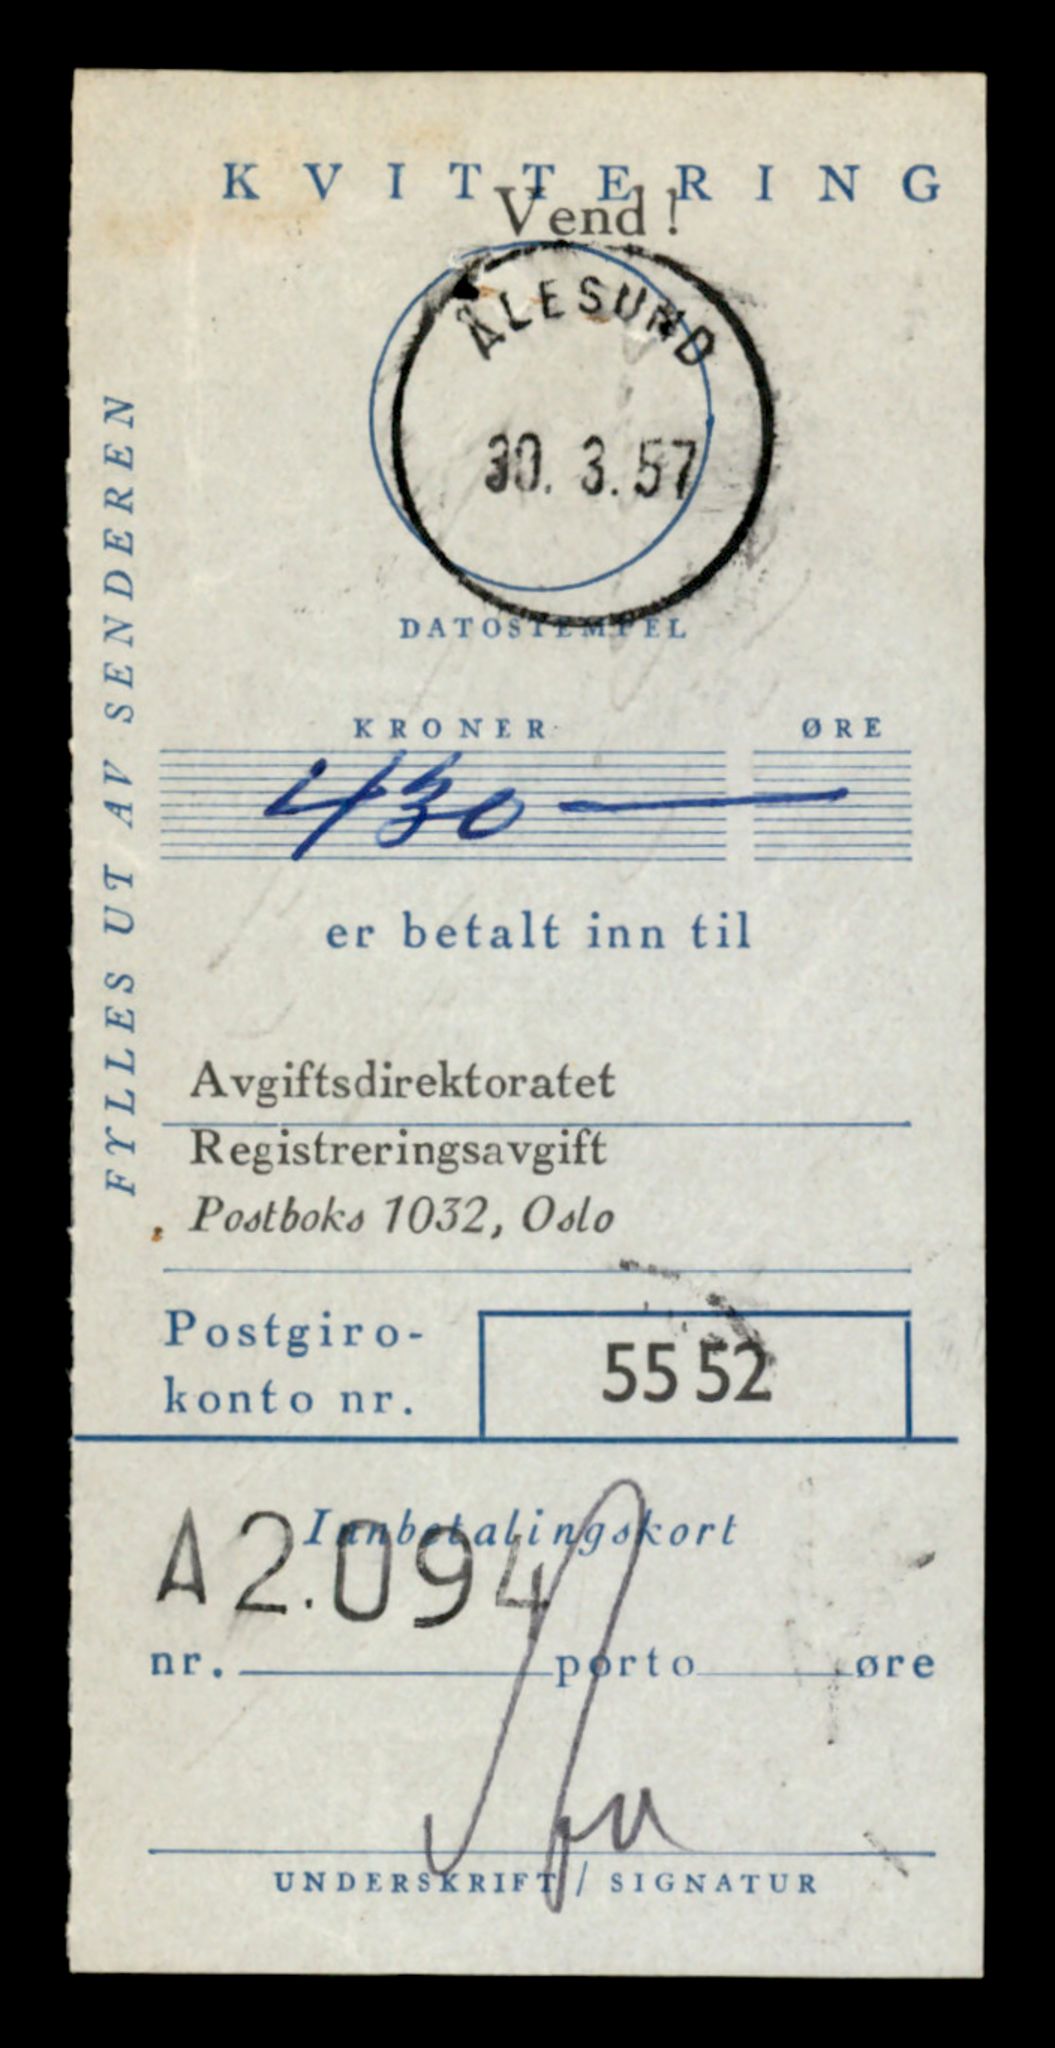 KVITTERING
Vend!
ÅLESUND
30. 3. 57
DATOSTEMPEL
FYLLES UT AV SENDEREN
KRONER ØRE
430 —
er betalt inn til
Avgiftsdirektoratet
Registreringsavgift
Postboks 1032, Oslo
Postgiro-
konto nr.
55 52
Innbetalingskort
A 2.094
nr. porto øre
UNDERSKRIFT / SIGNATUR